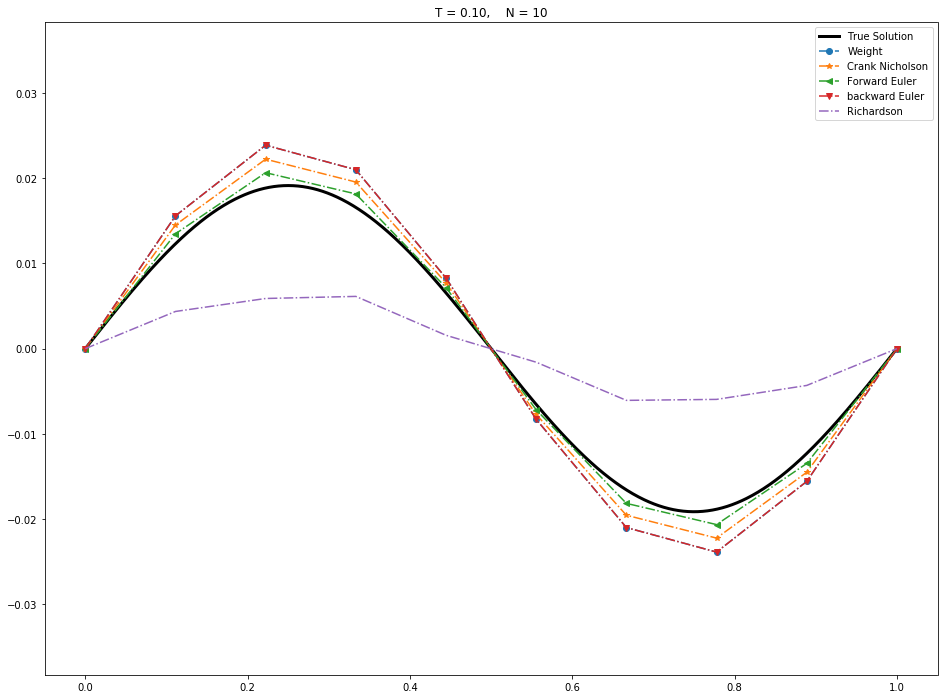 T = 0.10,    N = 10
True Solution
Weight
Crank Nicholson
Forward Euler
backward Euler
Richardson
0.03
0.02
0.01
0.00
−0.01
−0.02
−0.03
0.0 0.2 0.4 0.6 0.8 1.0